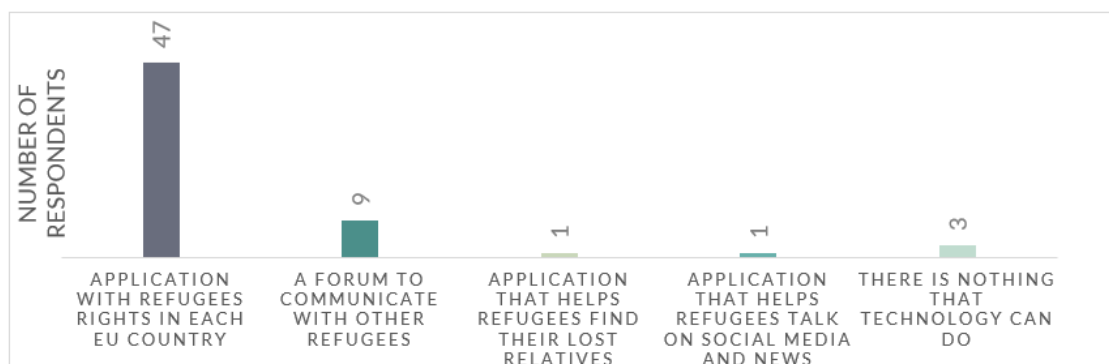 NUMBER OF
RESPONDENTS
47
9
1
1
3
APPLICATION
WITH REFUGEES
RIGHTS IN EACH
EU COUNTRY
A FORUM TO
COMMUNICATE
WITH OTHER
REFUGEES
APPLICATION
THAT HELPS
REFUGEES FIND
THEIR LOST
RELATIVES
APPLICATION
THAT HELPS
REFUGEES TALK
ON SOCIAL MEDIA
AND NEWS
THERE IS NOTHING
THAT
TECHNOLOGY CAN
DO